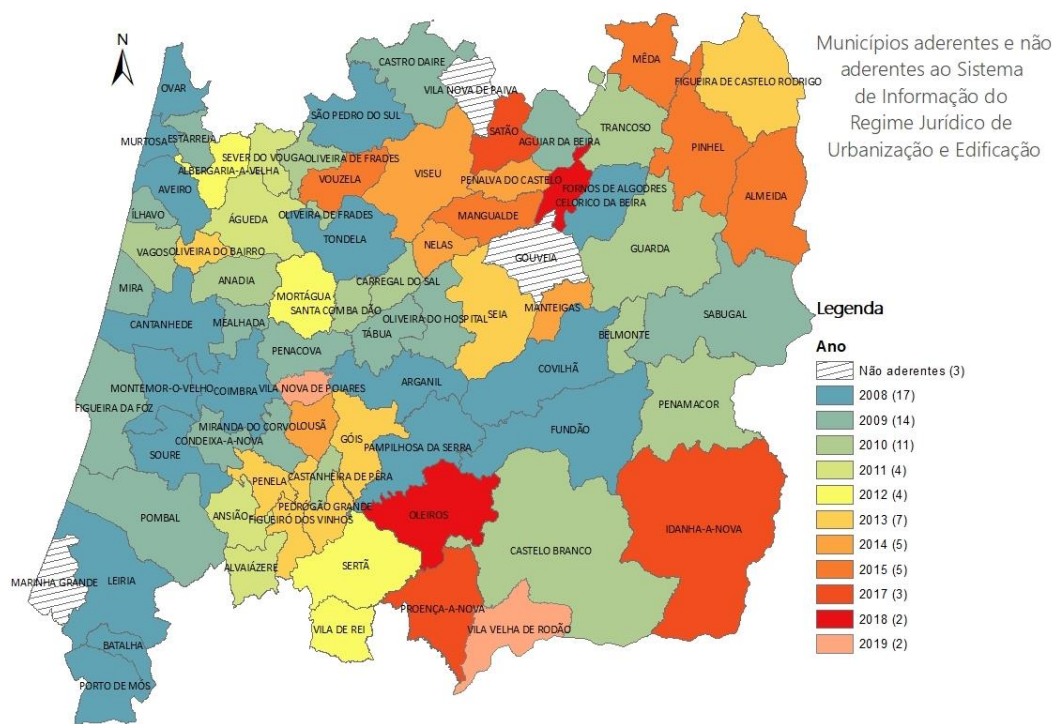 N
Municípios aderentes e não
aderentes ao Sistema
de Informação do
Regime Jurídico de
Urbanização e Edificação
CASTRO DAIRE
MÊDA
FIGUEIRA DE CASTELO RODRIGO
OVAR
VILA NOVA DE PAIVA
SÃO PEDRO DO SUL
TRANCOSO
SATÃO
MURTOSA
ESTARREJA
AGUIAR DA BEIRA
PINHEL
SEVER DO VOUGA
OLIVEIRA DE FRADES
ALBERGARIA-A-VELHA
VISEU
VOUZELA
PENALVA DO CASTELO
AVEIRO
FORNOS DE ALGODRES
ALMEIDA
CELORICO DA BEIRA
ÍLHAVO
ÁGUEDA
OLIVEIRA DE FRADES
MANGUALDE
TONDELA
NELAS
GUARDA
VAGOS
OLIVEIRA DO BAIRRO
GOUVEIA
ANADIA
CARREGAL DO SAL
MIRA
MORTÁGUA
SANTA COMBA DÃO
MANTEIGAS
SABUGAL
CANTANHEDE
MEALHADA
OLIVEIRA DO HOSPITAL
SEIA
TÁBUA
BELMONTE
PENACOVA
COVILHÃ
MONTEMOR-O-VELHO
COIMBRA
VILA NOVA DE POIARES
ARGANIL
FIGUEIRA DA FOZ
PENAMACOR
MIRANDA DO CORVO
LOUSÃ
CONDEIXA-A-NOVA
GÓIS
PAMPILHOSA DA SERRA
FUNDÃO
SOURE
PENELA
CASTANHEIRA DE PÊRA
PEDRÓGÃO GRANDE
POMBAL
ANSIÃO
FIGUEIRÓ DOS VINHOS
OLEIROS
IDANHA-A-NOVA
CASTELO BRANCO
ALVAIÁZERE
SERTÃ
MARINHA GRANDE
LEIRIA
PROENÇA-A-NOVA
VILA DE REI
VILA VELHA DE RODÃO
BATALHA
PORTO DE MÓS
Legenda
Ano
Não aderentes (3)
2008 (17)
2009 (14)
2010 (11)
2011 (4)
2012 (4)
2013 (7)
2014 (5)
2015 (5)
2017 (3)
2018 (2)
2019 (2)